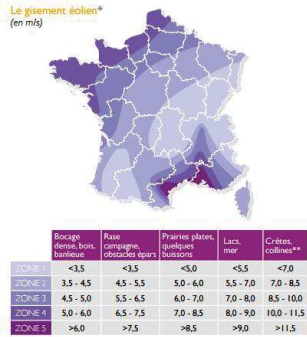 Le gisement éolien*
(en m/s)
Bocage dense, bois, banlieue
Rase campagne, obstacles épars
Prairies plates, quelques buissons
Lacs, mer
Crêtes, collines**
ZONE 1 <3,5 <3,5 <5,0 <5,5 <7,0
ZONE 2 3,5 - 4,5 4,5 - 5,5 5,0 - 6,0 5,5 - 7,0 7,0 - 8,5
ZONE 3 4,5 - 5,0 5,5 - 6,5 6,0 - 7,0 7,0 - 8,0 8,5 - 10,0
ZONE 4 5,0 - 6,0 6,5 - 7,5 7,0 - 8,5 8,0 - 9,0 10,0 - 11,5
ZONE 5 >6,0 >7,5 >8,5 >9,0 >11,5